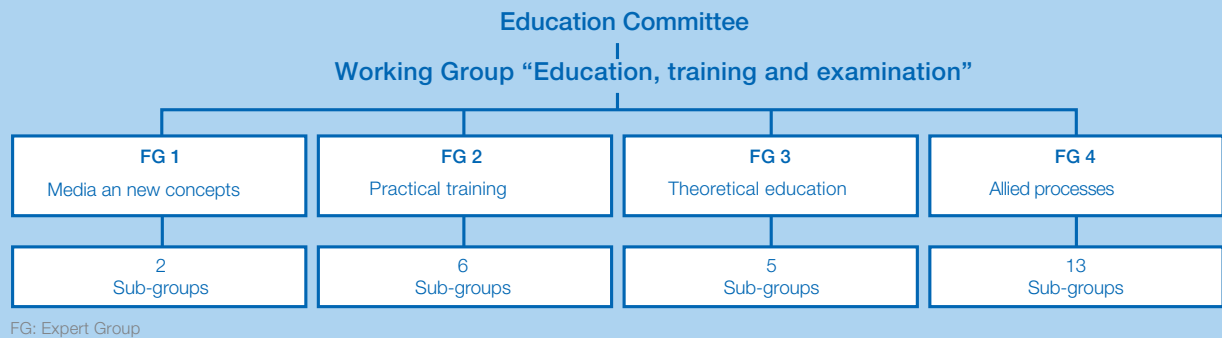 Education Committee
Working Group “Education, training and examination”
FG 1
Media an new concepts
FG 2
Practical training
FG 3
Theoretical education
FG 4
Allied processes
2
Sub-groups
6
Sub-groups
5
Sub-groups
13
Sub-groups
FG: Expert Group